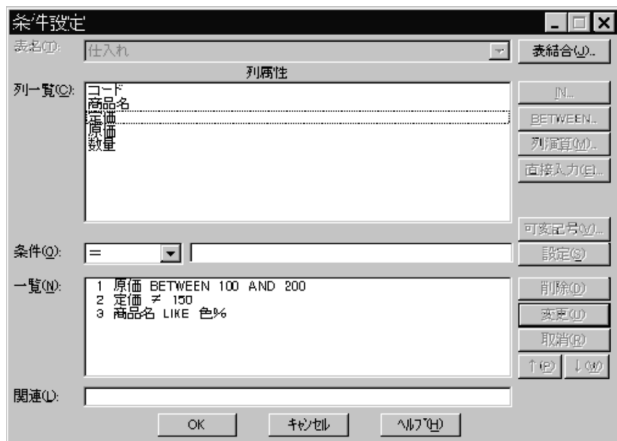 条件設定
表名(T): 仕入れ 表結合(J)..
列属性
列一覧(C): コード
商品名
定価
原価
数量
IN...
BETWEEN..
列演算(M)..
直接入力(E)..
可変記号(V)..
条件(O): = 設定(S)
一覧(N): 1 原価 BETWEEN 100 AND 200
2 定価 ≠ 150
3 商品名 LIKE 色%
削除(D)
変更(U)
取消(R)
↑(P) ↓(W)
関連(L):
OK キャンセル ヘルプ(H)